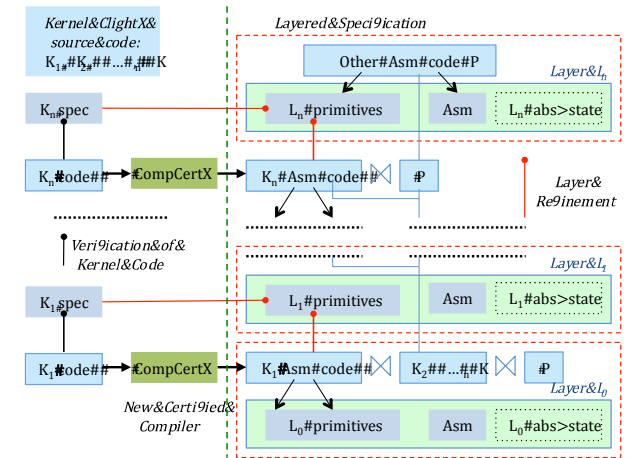 Kernel&ClightX&
source&code:
K1#K2##...#n##K
Layered&Speci9ication
Other#Asm#code#P
Layer&Ln
Kn#spec
Ln#primitives
Asm
Ln#abs>state
Kn#code##
#CompCertX
Kn#Asm#code##
#P
Layer&
Re9inement
Veri9ication&of&
Kernel&Code
Layer&L1
K1#spec
L1#primitives
Asm
L1#abs>state
K1#code##
#CompCertX
K1#Asm#code##
K2##...#n#K
#P
New&Certi9ied&
Compiler
Layer&L0
L0#primitives
Asm
L0#abs>state